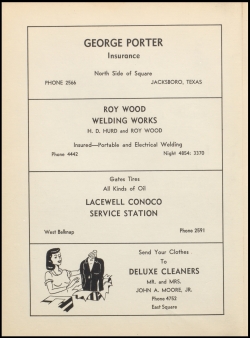 GEORGE PORTER
Insurance
North Side of Square
PHONE 2566 JACKSBORO, TEXAS
ROY WOOD
WELDING WORKS
H. D. HURD and ROY WOOD
Insured—Portable and Electrical Welding
Phone 4442 Night 4854; 3370
Gates Tires
All Kinds of Oil
LACEWELL CONOCO
SERVICE STATION
West Belknap Phone 2591
Send Your Clothes
To
DELUXE CLEANERS
MR. and MRS.
JOHN A. MOORE, JR.
Phone 4752
East Square